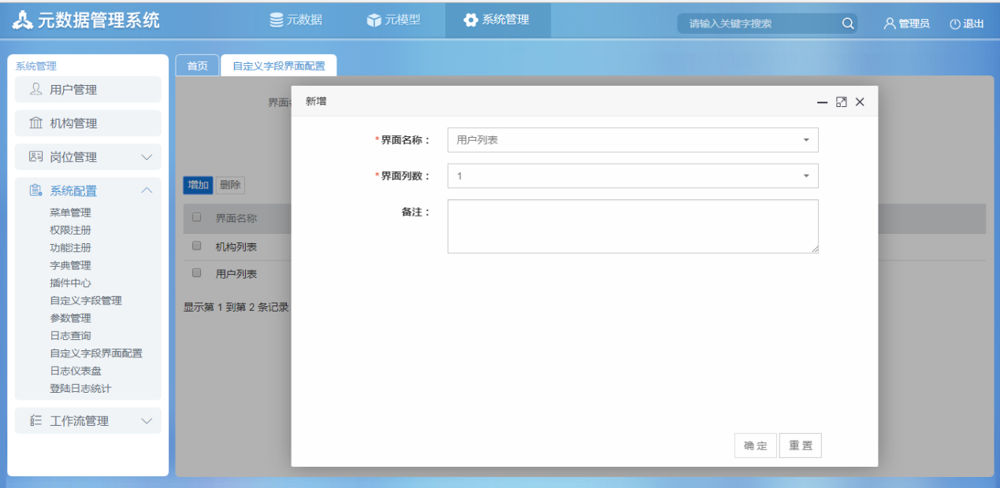 元数据管理系统
元数据
元模型
系统管理
请输入关键字搜索
管理员
退出
系统管理
用户管理
机构管理
岗位管理
系统配置
菜单管理
权限注册
功能注册
字典管理
插件中心
自定义字段管理
参数管理
日志查询
自定义字段界面配置
日志仪表盘
登陆日志统计
工作流管理
首页
自定义字段界面配置
界面
增加
删除
界面名称
机构列表
用户列表
显示第 1 到第 2 条记录
新增
*界面名称：
用户列表
*界面列数：
1
备注：
确定
重置